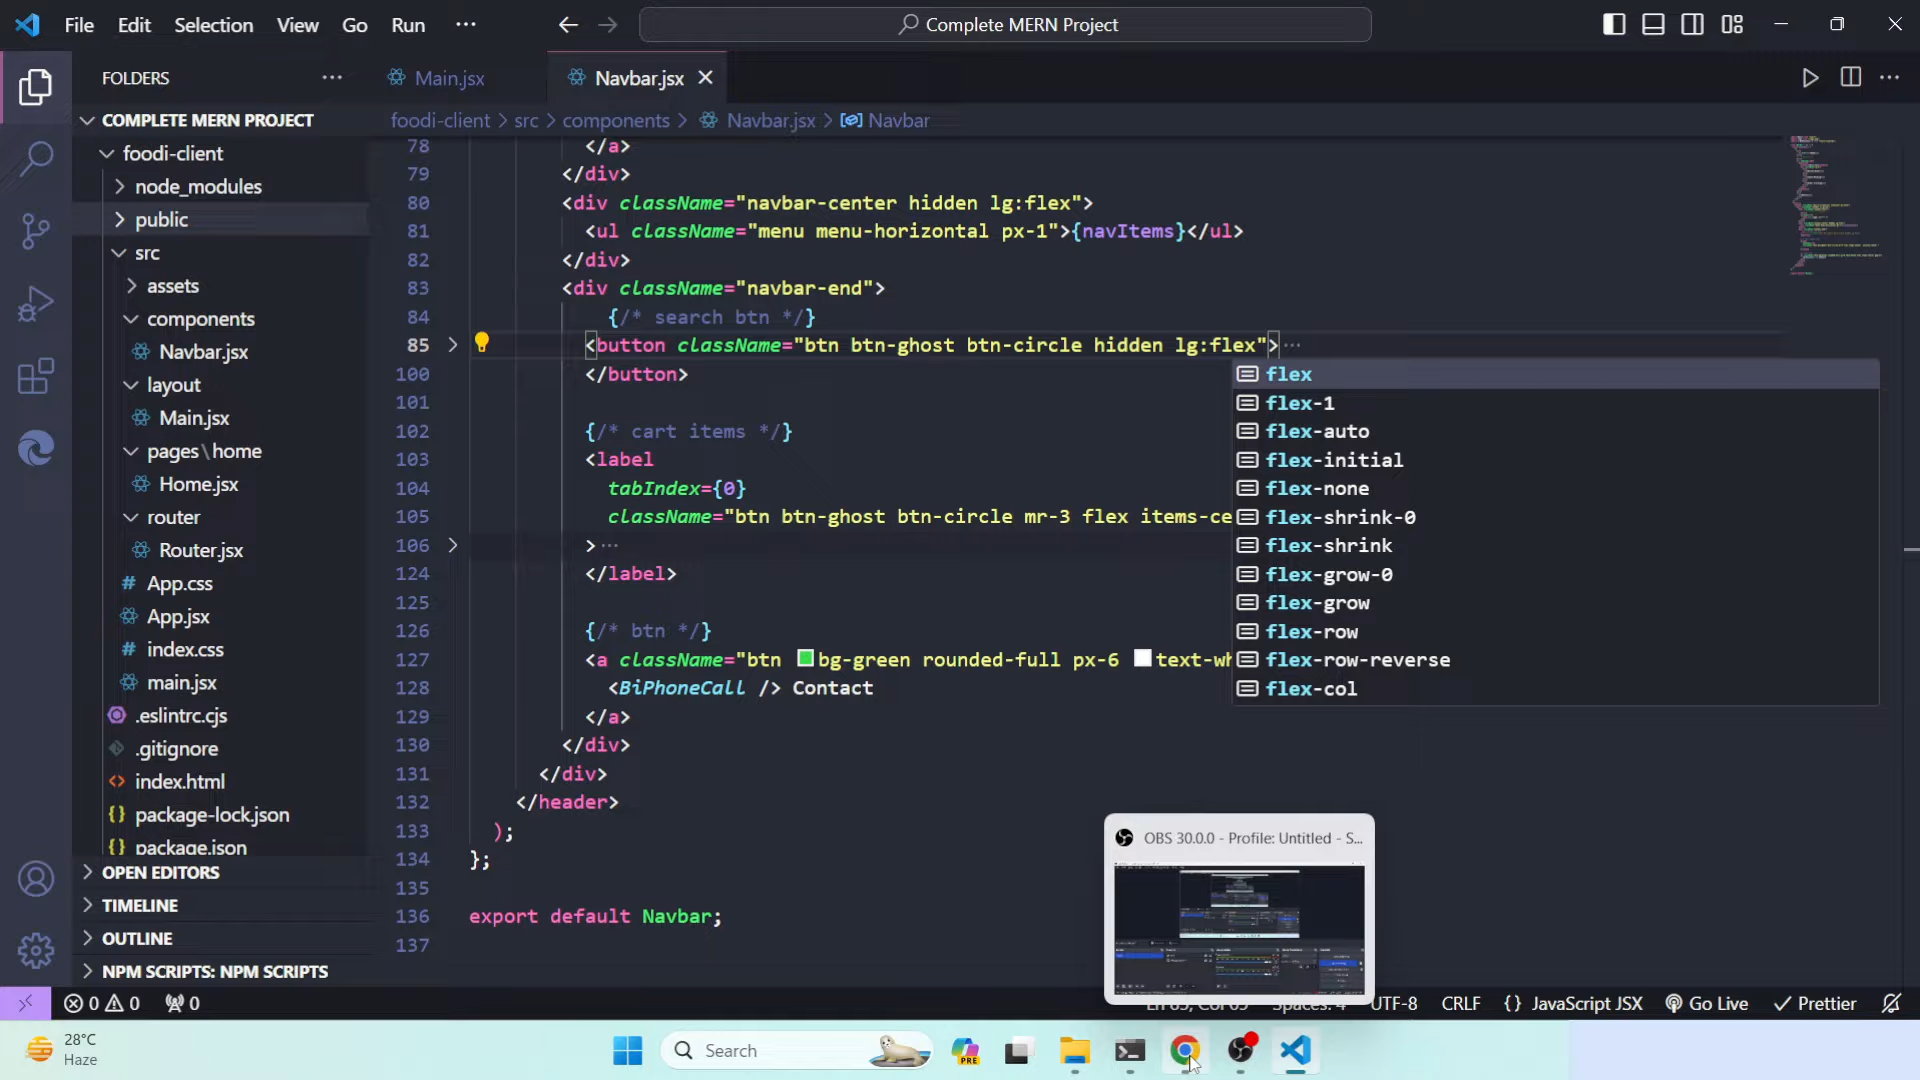 File Edit Selection View Go Run ··· Complete MERN Project
FOLDERS ···
Main.jsx Navbar.jsx
COMPLETE MERN PROJECT
foodi-client > src > components > Navbar.jsx > Navbar
foodi-client
node_modules
public
src
assets
components
Navbar.jsx
layout
Main.jsx
pages\home
Home.jsx
router
Router.jsx
# App.css
App.jsx
# index.css
main.jsx
.eslintrc.cjs
.gitignore
<> index.html
{} package-lock.json
{} package.json
OPEN EDITORS
TIMELINE
OUTLINE
NPM SCRIPTS: NPM SCRIPTS
78 </a>
79 </div>
80 <div className="navbar-center hidden lg:flex">
81 <ul className="menu menu-horizontal px-1">{navItems}</ul>
82 </div>
83 <div className="navbar-end">
84 {/* search btn */}
85 <button className="btn btn-ghost btn-circle hidden lg:flex">···
100 </button>
101
102 {/* cart items */}
103 <label
104 tabIndex={0}
105 className="btn btn-ghost btn-circle mr-3 flex items-ce
106 >···
124 </label>
125
126 {/* btn */}
127 <a className="btn bg-green rounded-full px-6 text-wh
128 <BiPhoneCall /> Contact
129 </a>
130 </div>
131 </div>
132 </header>
133 );
134 };
135
136 export default Navbar;
137
flex
flex-1
flex-auto
flex-initial
flex-none
flex-shrink-0
flex-shrink
flex-grow-0
flex-grow
flex-row
flex-row-reverse
flex-col
OBS 30.0.0 - Profile: Untitled - S...
0 0 0 UTF-8 CRLF {} JavaScript JSX Go Live Prettier
28°C
Haze
Search
PRE